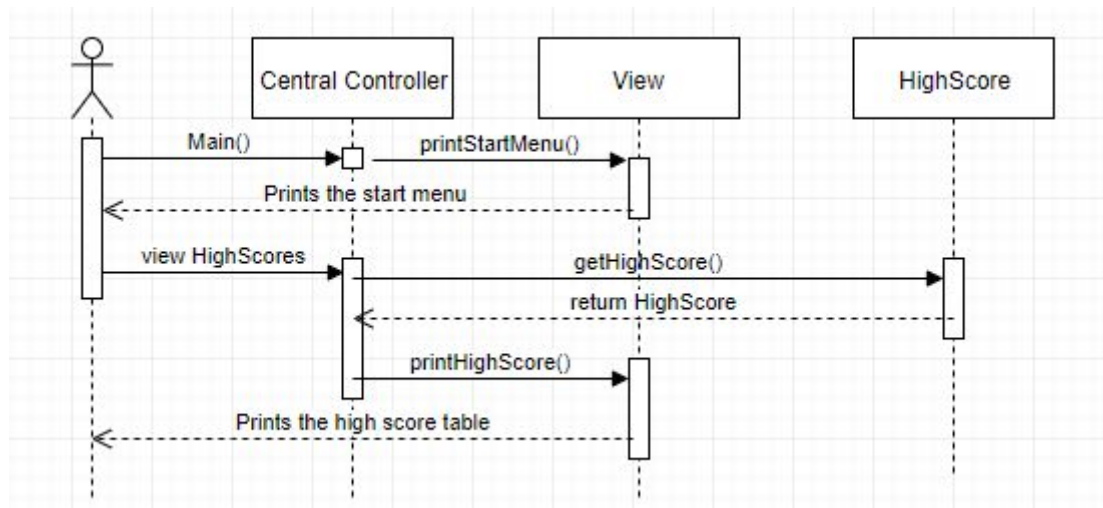 Central Controller
View
HighScore
Main()
printStartMenu()
Prints the start menu
view HighScores
getHighScore()
return HighScore
printHighScore()
Prints the high score table